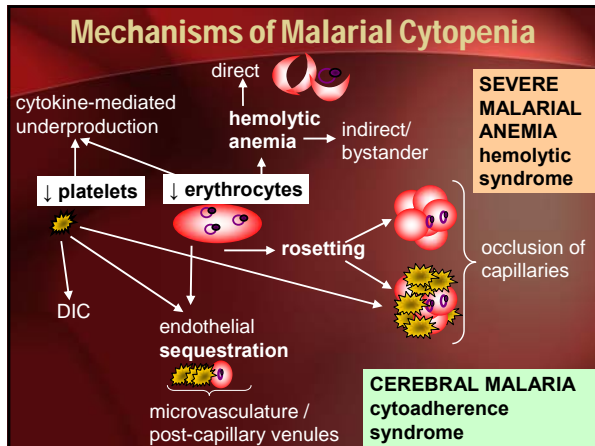 Mechanisms of Malarial Cytopenia
direct
cytokine-mediated
underproduction
hemolytic
anemia
indirect/
bystander
SEVERE
MALARIAL
ANEMIA
hemolytic
syndrome
↓ platelets
↓ erythrocytes
rosetting
occlusion of
capillaries
DIC
endothelial
sequestration
microvasculature /
post-capillary venules
CEREBRAL MALARIA
cytoadherence
syndrome